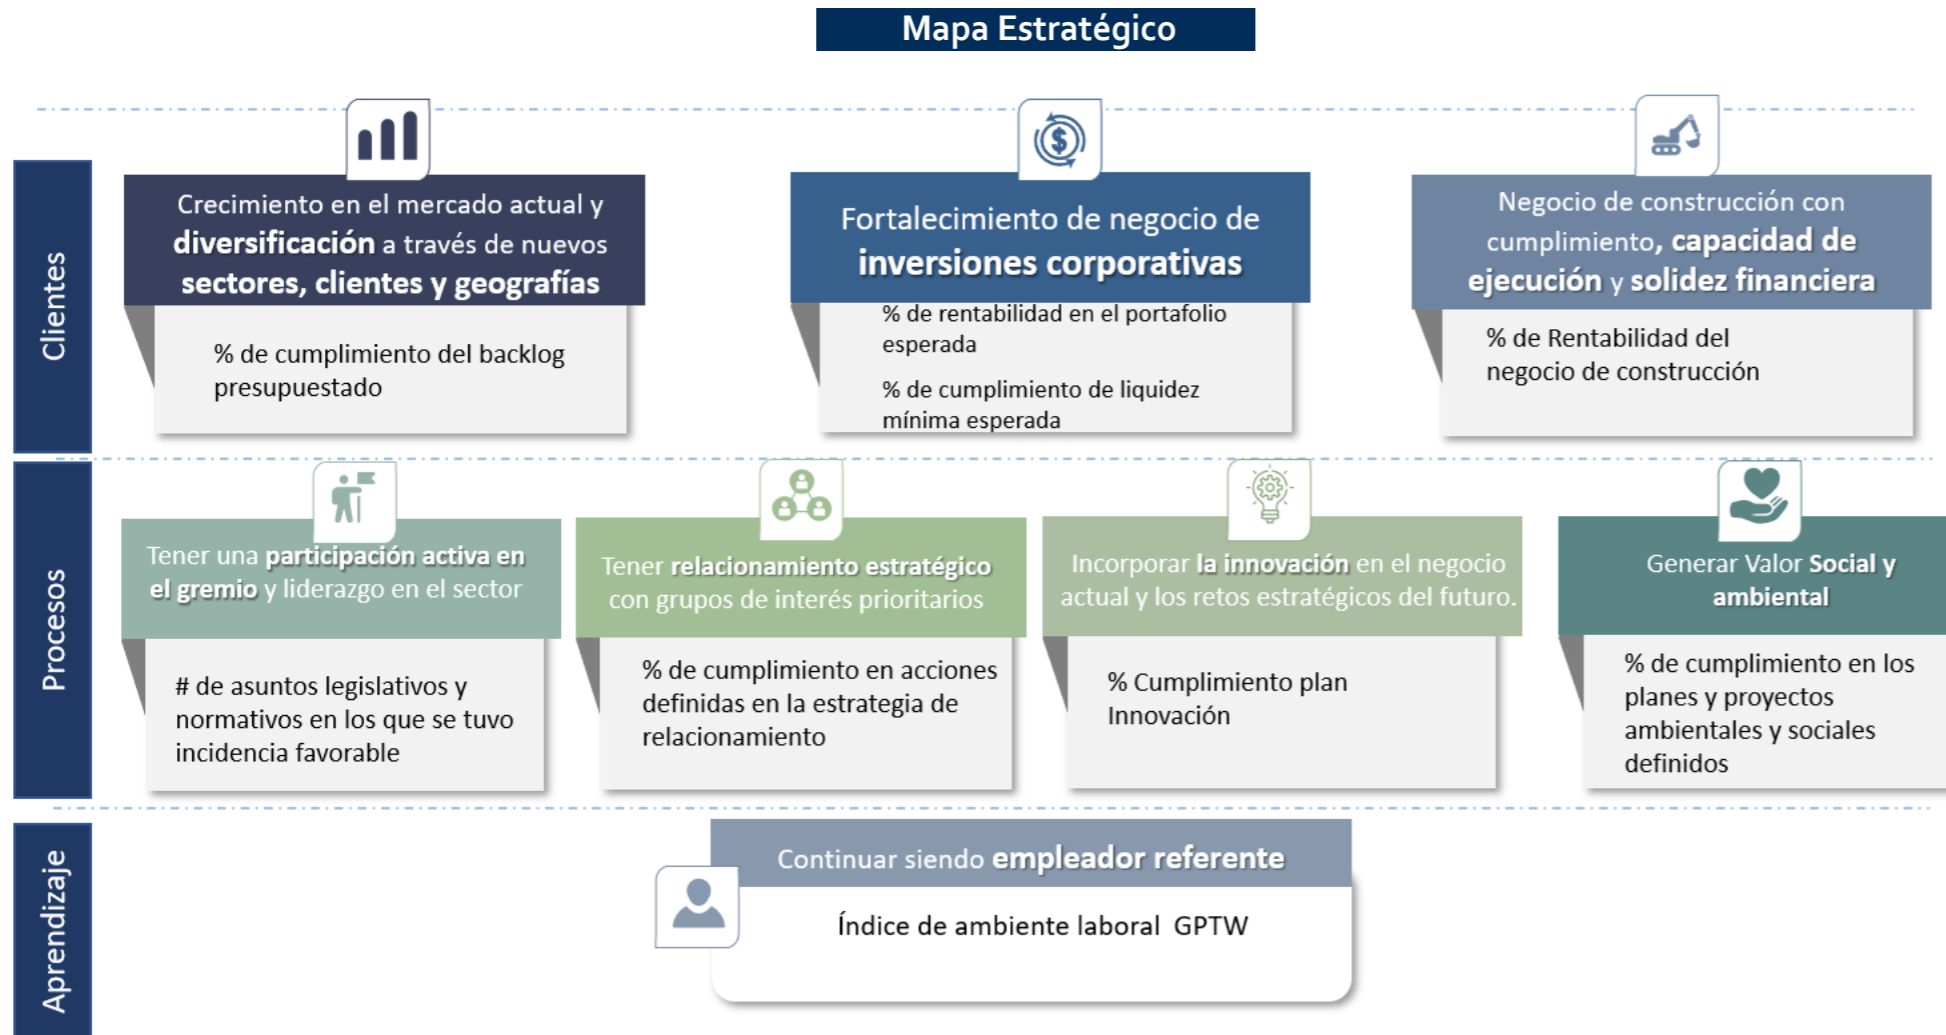 Mapa Estratégico
Clientes
Crecimiento en el mercado actual y
diversificación a través de nuevos
sectores, clientes y geografías
% de cumplimiento del backlog
presupuestado
Fortalecimiento de negocio de
inversiones corporativas
% de rentabilidad en el portafolio
esperada
% de cumplimiento de liquidez
mínima esperada
Negocio de construcción con
cumplimiento, capacidad de
ejecución y solidez financiera
% de Rentabilidad del
negocio de construcción
Procesos
Tener una participación activa en
el gremio y liderazgo en el sector
# de asuntos legislativos y
normativos en los que se tuvo
incidencia favorable
Tener relacionamiento estratégico
con grupos de interés prioritarios
% de cumplimiento en acciones
definidas en la estrategia de
relacionamiento
Incorporar la innovación en el negocio
actual y los retos estratégicos del futuro.
% Cumplimiento plan
Innovación
Generar Valor Social y
ambiental
% de cumplimiento en los
planes y proyectos
ambientales y sociales
definidos
Aprendizaje
Continuar siendo empleador referente
Índice de ambiente laboral GPTW